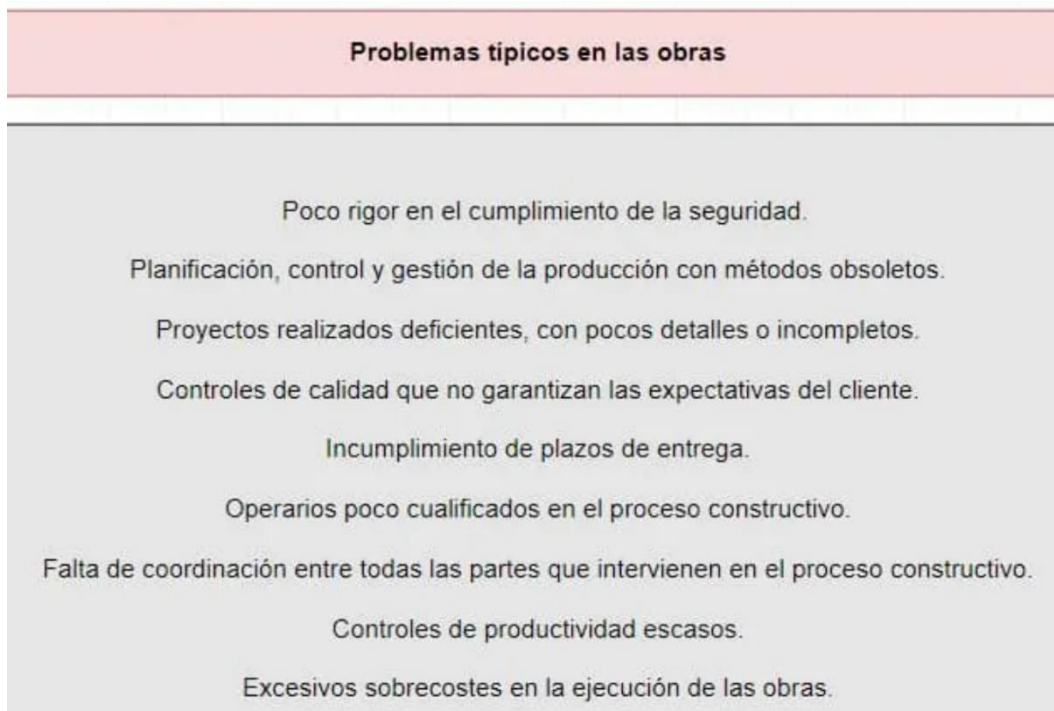 Problemas típicos en las obras
Poco rigor en el cumplimiento de la seguridad.
Planificación, control y gestión de la producción con métodos obsoletos.
Proyectos realizados deficientes, con pocos detalles o incompletos.
Controles de calidad que no garantizan las expectativas del cliente.
Incumplimiento de plazos de entrega.
Operarios poco cualificados en el proceso constructivo.
Falta de coordinación entre todas las partes que intervienen en el proceso constructivo.
Controles de productividad escasos.
Excesivos sobrecostes en la ejecución de las obras.